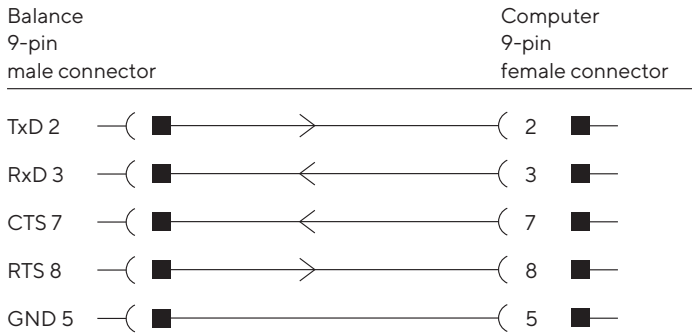 Balance
9-pin
male connector
Computer
9-pin
female connector
TxD 2
2
RxD 3
3
CTS 7
7
RTS 8
8
GND 5
5